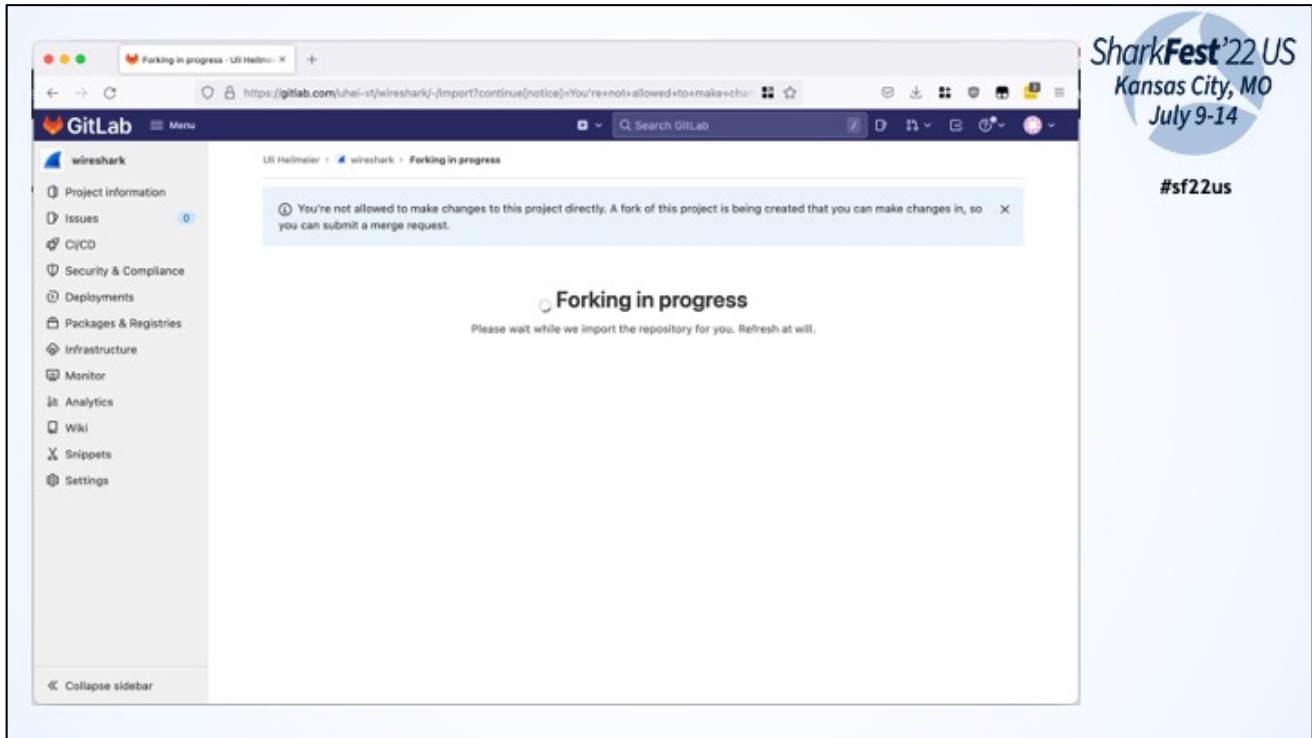 SharkFest'22 US
Kansas City, MO
July 9-14
#sf22us
Forking in progress - Uli Heilmei
https://gitlab.com/uhei-vt/wireshark/-/import?continue[notice]=You're+not+allowed+to+make+chan
GitLab
Menu
Search GitLab
/
wireshark
Project information
Issues 0
CI/CD
Security & Compliance
Deployments
Packages & Registries
Infrastructure
Monitor
Analytics
Wiki
Snippets
Settings
Collapse sidebar
Uli Heilmeier > wireshark > Forking in progress
You're not allowed to make changes to this project directly. A fork of this project is being created that you can make changes in, so
you can submit a merge request.
Forking in progress
Please wait while we import the repository for you. Refresh at will.